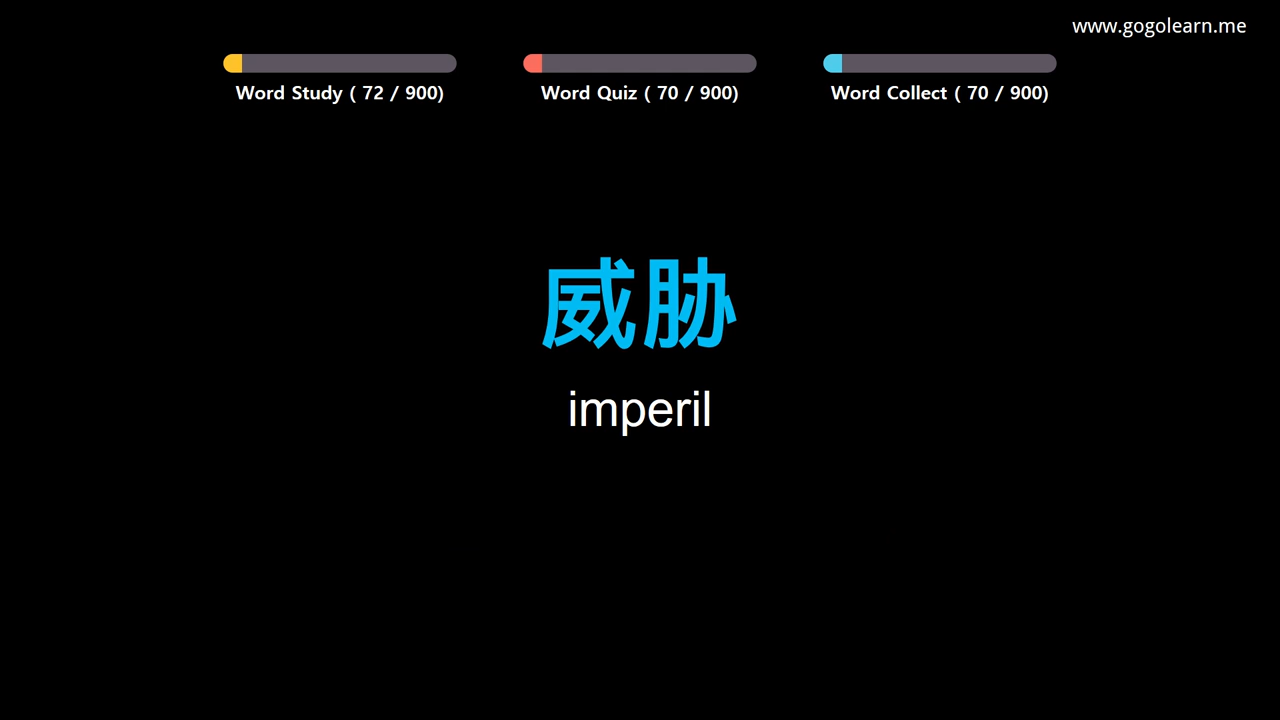 www.gogolearn.me
Word Study ( 72 / 900)
Word Quiz ( 70 / 900)
Word Collect ( 70 / 900)
威胁
imperil